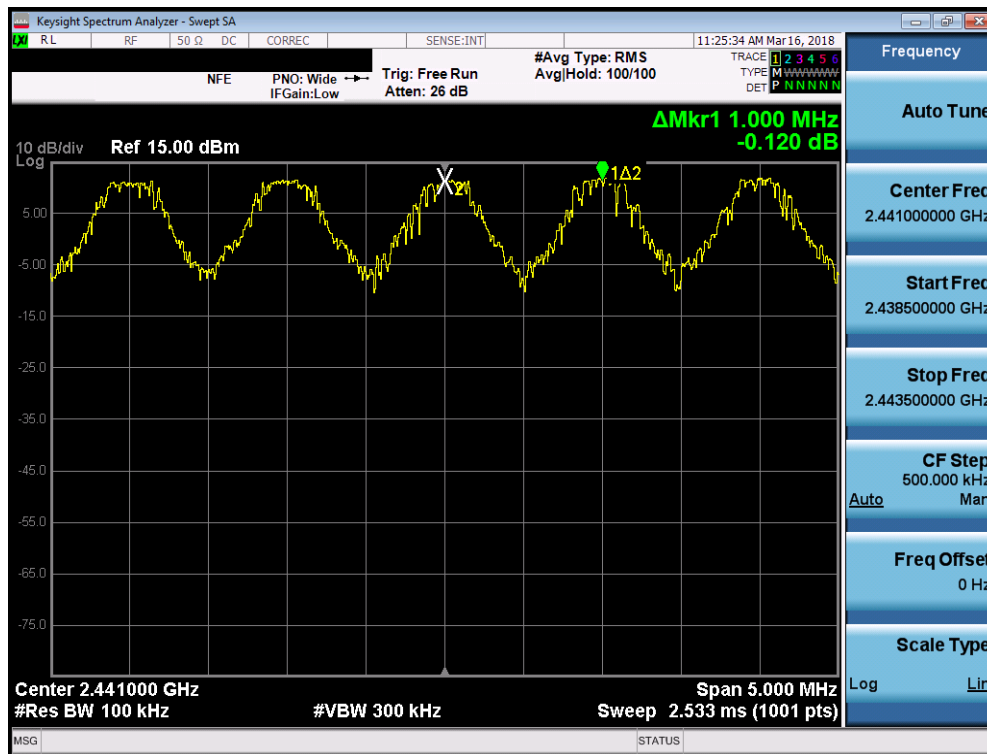 Keysight Spectrum Analyzer - Swept SA
LXI RL RF 50 Ω DC CORREC SENSE:INT 11:25:34 AM Mar 16, 2018
Frequency
NFE PNO: Wide Trig: Free Run #Avg Type: RMS TRACE 1 2 3 4 5 6
IFGain:Low Atten: 26 dB Avg|Hold: 100/100 TYPE M WWWWW
DET P N N N N N
Auto Tune
ΔMkr1 1.000 MHz
-0.120 dB
10 dB/div Ref 15.00 dBm
Log
1Δ2
2
5.00
-5.00
-15.0
-25.0
-35.0
-45.0
-55.0
-65.0
-75.0
Center Freq
2.441000000 GHz
Start Freq
2.438500000 GHz
Stop Freq
2.443500000 GHz
CF Step
500.000 kHz
Auto Man
Freq Offset
0 Hz
Scale Type
Log Lin
Center 2.441000 GHz Span 5.000 MHz
#Res BW 100 kHz #VBW 300 kHz Sweep 2.533 ms (1001 pts)
MSG STATUS